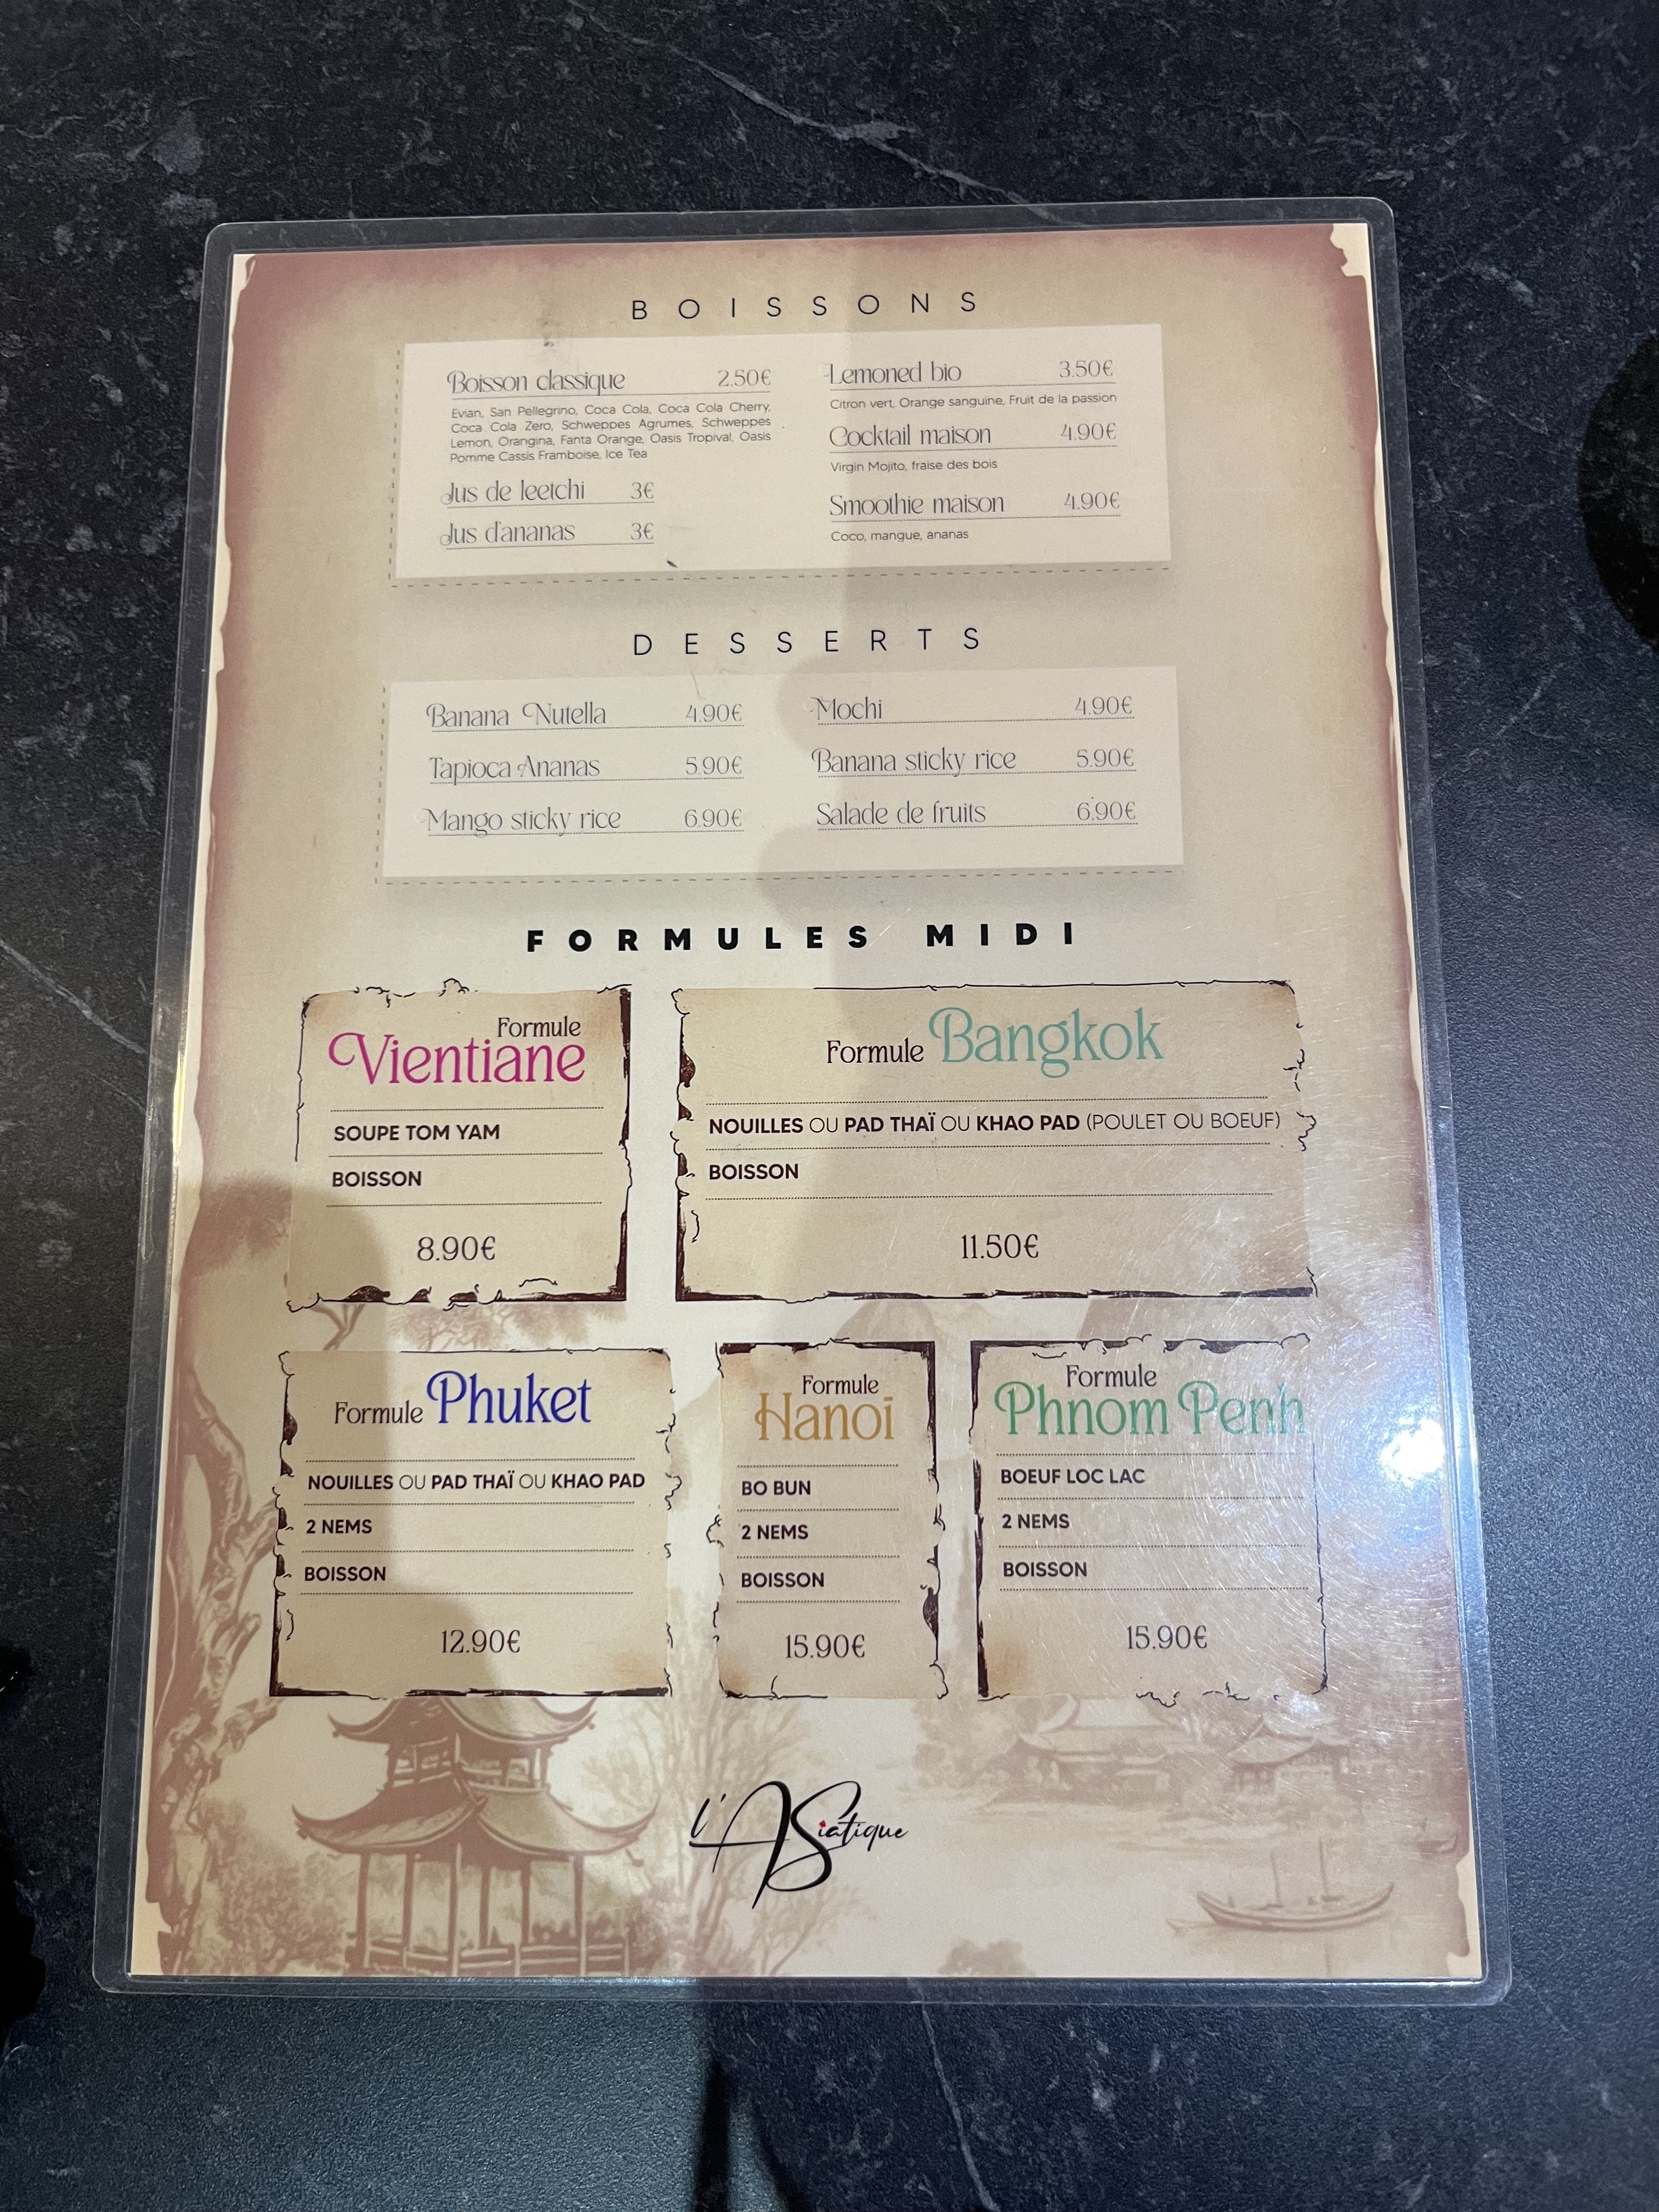 BOISSONS
Boisson classique 2.50€
Evian, San Pellegrino, Coca Cola, Coca Cola Cherry,
Coca Cola Zero, Schweppes Agrumes, Schweppes
Lemon, Orangina, Fanta Orange, Oasis Tropival, Oasis
Pomme Cassis Framboise, Ice Tea
Jus de leetchi 3€
Jus d'ananas 3€
Lemoned bio 3.50€
Citron vert, Orange sanguine, Fruit de la passion
Cocktail maison 4.90€
Virgin Mojito, fraise des bois
Smoothie maison 4.90€
Coco, mangue, ananas
DESSERTS
Banana Nutella 4.90€
Tapioca Ananas 5.90€
Mango sticky rice 6.90€
Mochi 4.90€
Banana sticky rice 5.90€
Salade de fruits 6.90€
FORMULES MIDI
Formule
Vientiane
SOUPE TOM YAM
BOISSON
8.90€
Formule Bangkok
NOUILLES OU PAD THAÏ OU KHAO PAD (POULET OU BOEUF)
BOISSON
11.50€
Formule Phuket
NOUILLES OU PAD THAÏ OU KHAO PAD
2 NEMS
BOISSON
12.90€
Formule
Hanoï
BO BUN
2 NEMS
BOISSON
15.90€
Formule
Phnom Penh
BOEUF LOC LAC
2 NEMS
BOISSON
15.90€
l'ASiatique